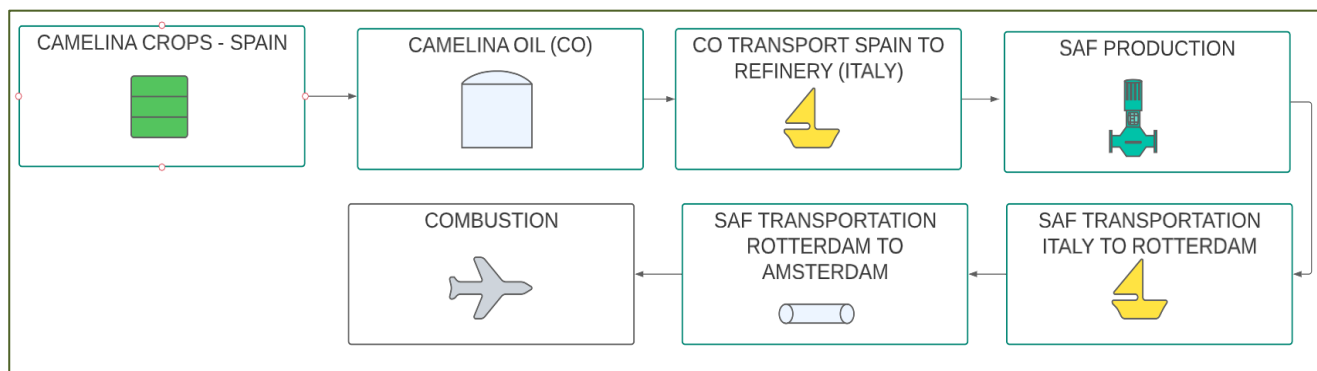 CAMELINA CROPS - SPAIN
CAMELINA OIL (CO)
CO TRANSPORT SPAIN TO
REFINERY (ITALY)
SAF PRODUCTION
SAF TRANSPORTATION
ITALY TO ROTTERDAM
SAF TRANSPORTATION
ROTTERDAM TO
AMSTERDAM
COMBUSTION